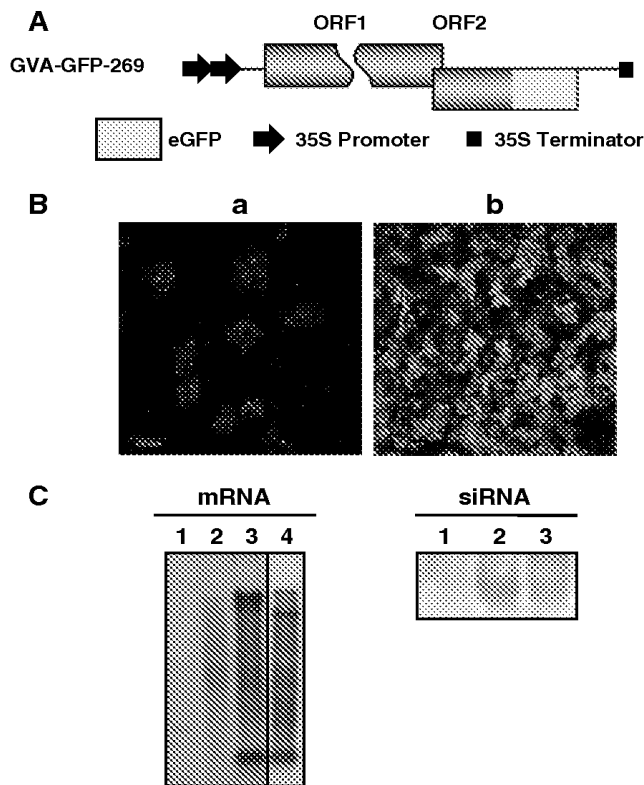 A
ORF1 ORF2
GVA-GFP-269
eGFP 35S Promoter 35S Terminator
B
a b
C
mRNA siRNA
1 2 3 4 1 2 3